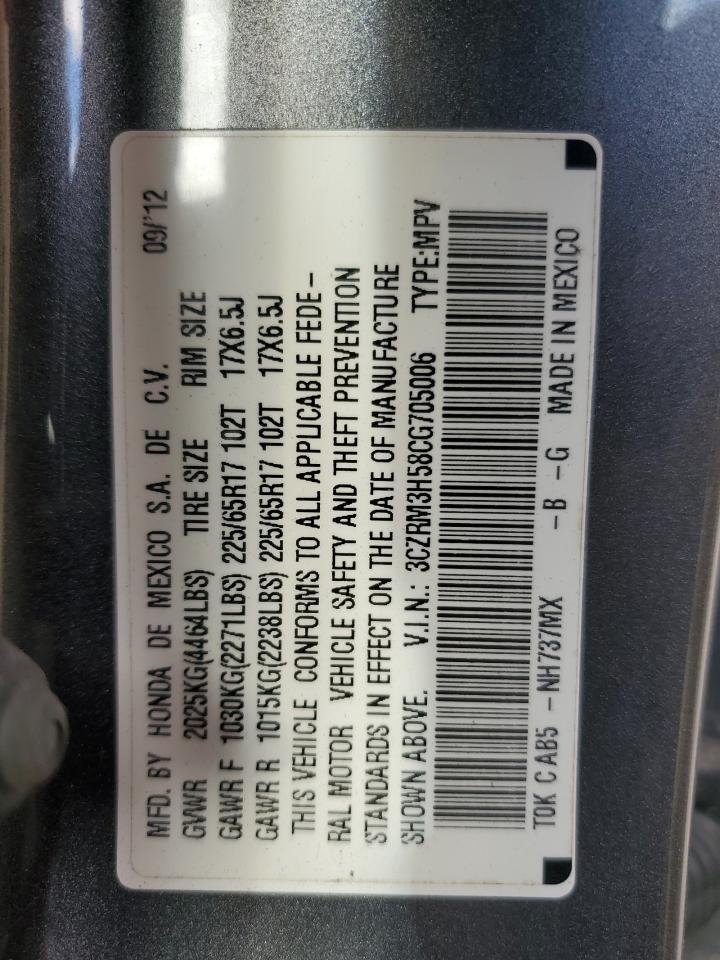 MFD. BY HONDA DE MEXICO S.A. DE C.V. 09/'12
GVWR 2025KG(4464LBS) TIRE SIZE RIM SIZE
GAWR F 1030KG(2271LBS) 225/65R17 102T 17X6.5J
GAWR R 1015KG(2238LBS) 225/65R17 102T 17X6.5J
THIS VEHICLE CONFORMS TO ALL APPLICABLE FEDE-
RAL MOTOR VEHICLE SAFETY AND THEFT PREVENTION
STANDARDS IN EFFECT ON THE DATE OF MANUFACTURE
SHOWN ABOVE. V.I.N.: 3CZRM3H58CG705006 TYPE:MPV
T0K C AB5 -NH737MX -B -G MADE IN MEXICO